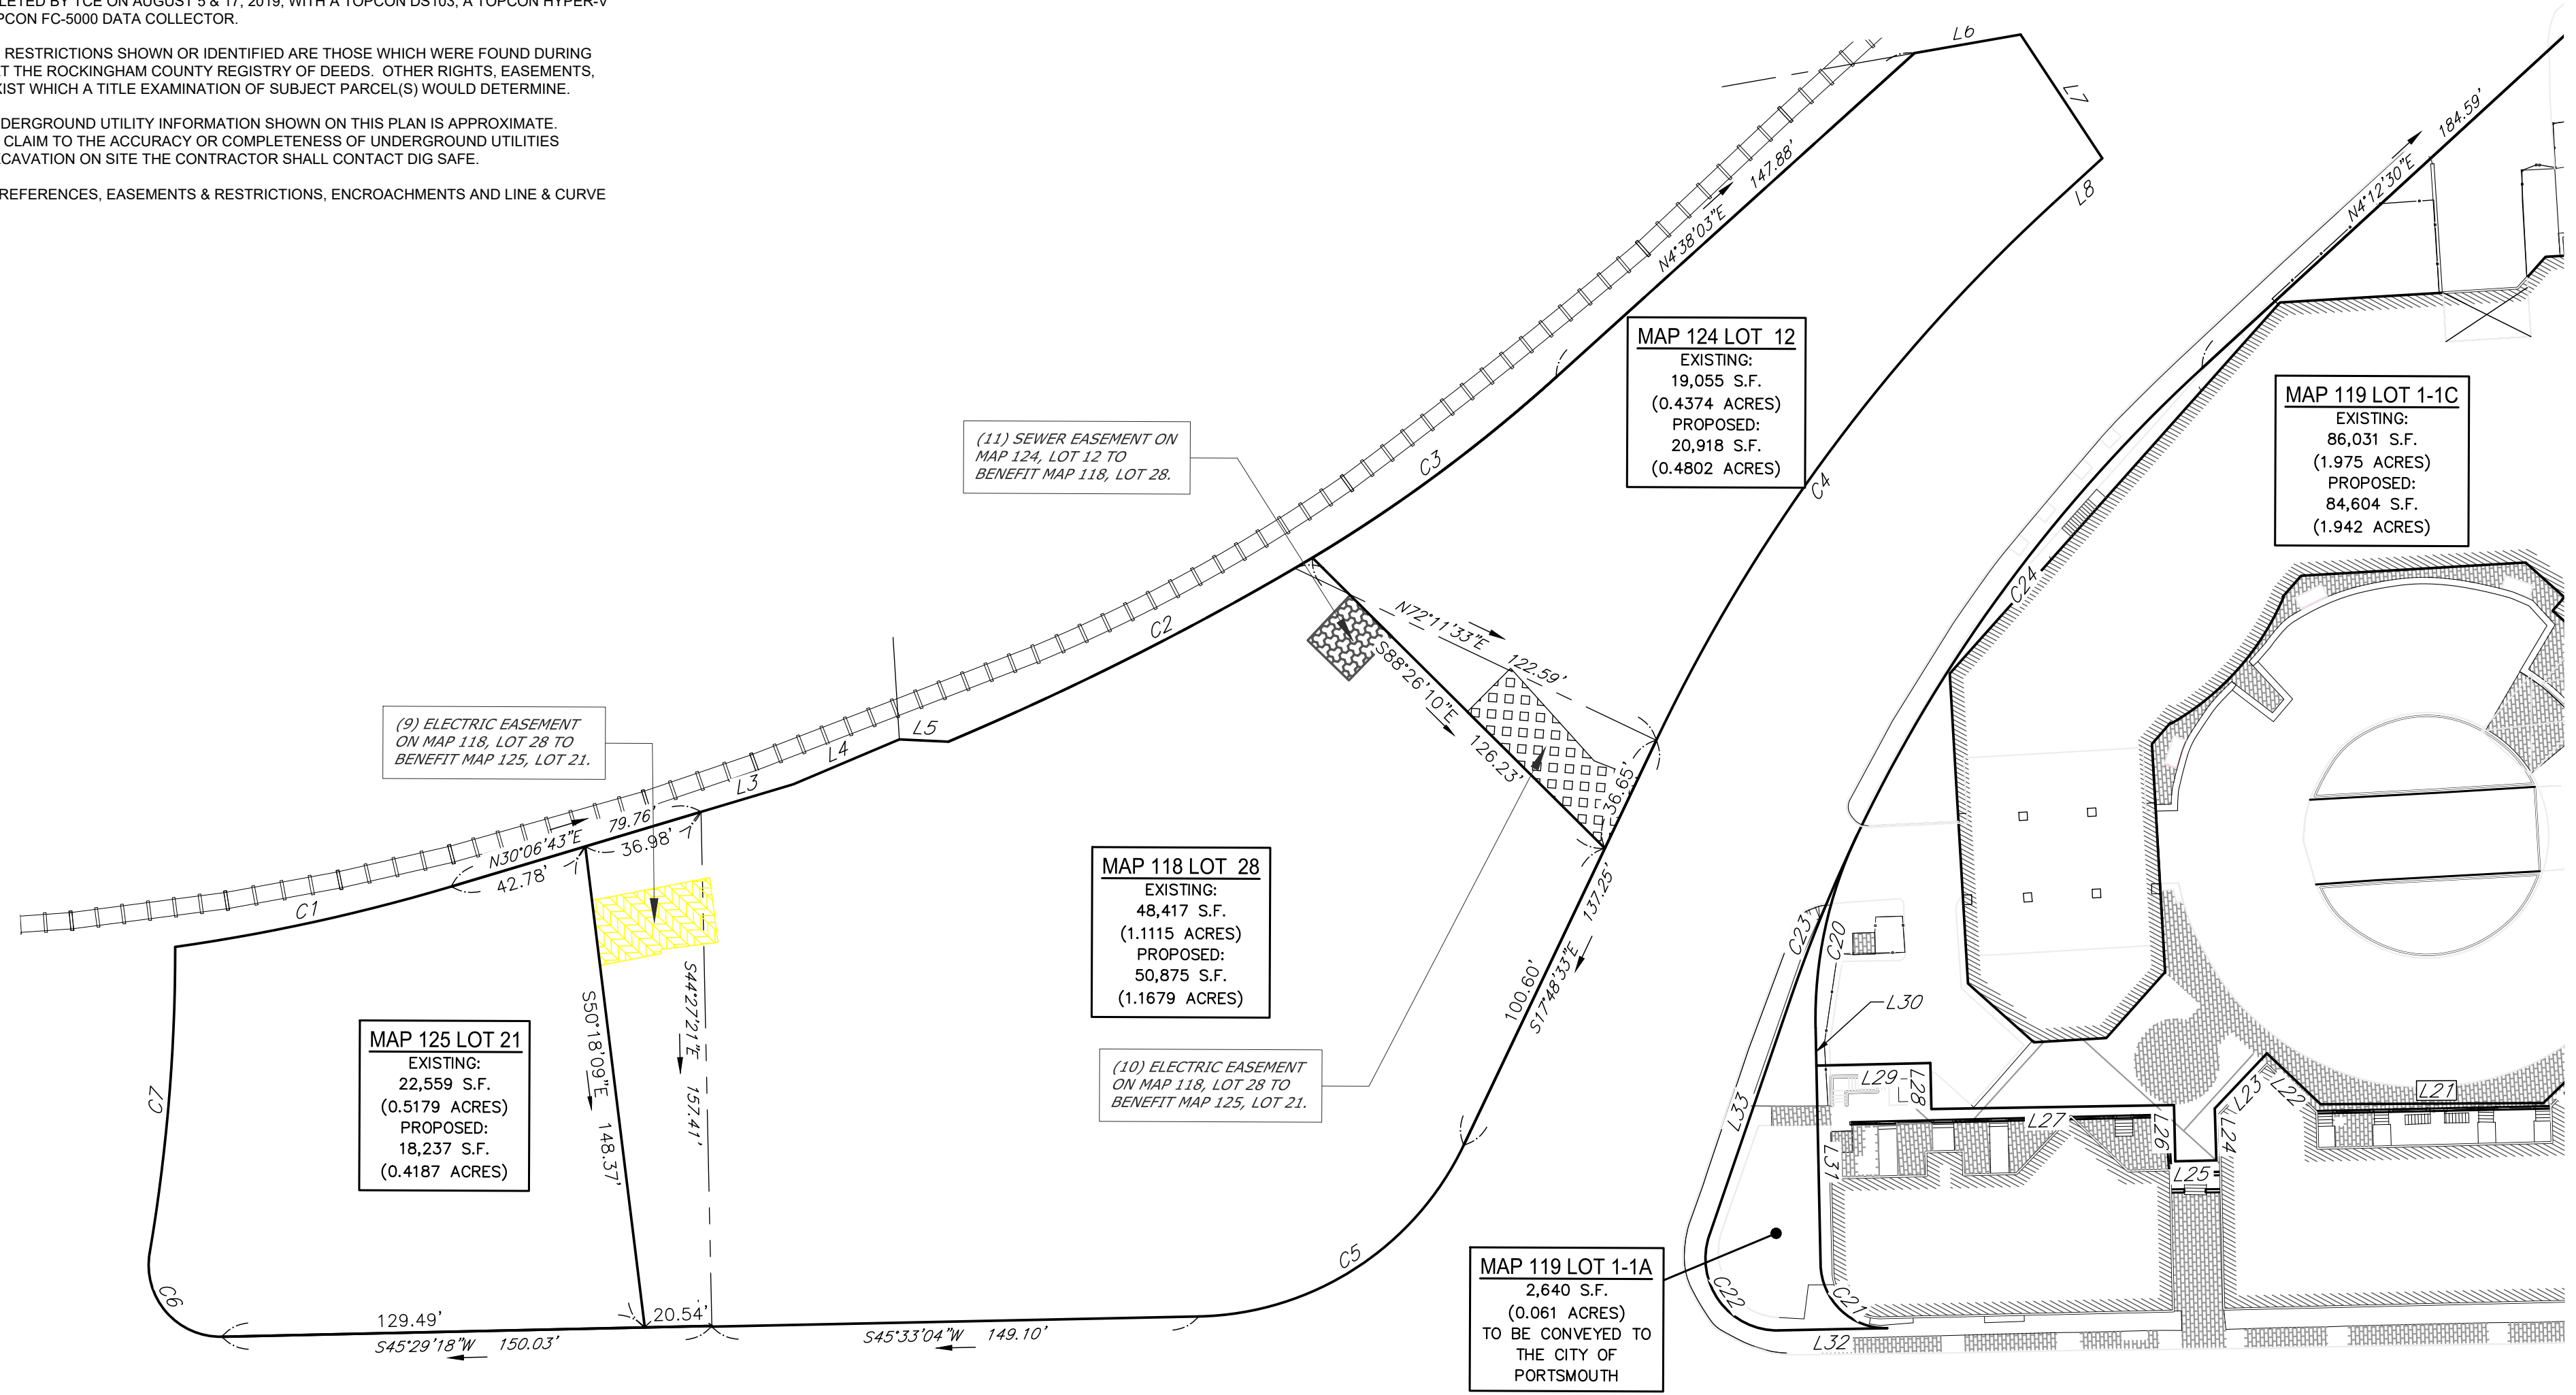 LETED BY TCE ON AUGUST 5 & 17, 2019, WITH A TOPCON DS103, A TOPCON HYPER-V
PCON FC-5000 DATA COLLECTOR.
RESTRICTIONS SHOWN OR IDENTIFIED ARE THOSE WHICH WERE FOUND DURING
T THE ROCKINGHAM COUNTY REGISTRY OF DEEDS. OTHER RIGHTS, EASEMENTS,
XIST WHICH A TITLE EXAMINATION OF SUBJECT PARCEL(S) WOULD DETERMINE.
DERGROUND UTILITY INFORMATION SHOWN ON THIS PLAN IS APPROXIMATE.
CLAIM TO THE ACCURACY OR COMPLETENESS OF UNDERGROUND UTILITIES
CAVATION ON SITE THE CONTRACTOR SHALL CONTACT DIG SAFE.
REFERENCES, EASEMENTS & RESTRICTIONS, ENCROACHMENTS AND LINE & CURVE
L6
L7
L8
147.88'
N4°38'03"E
184.59'
N4°12'30"E
MAP 124 LOT 12
EXISTING:
19,055 S.F.
(0.4374 ACRES)
PROPOSED:
20,918 S.F.
(0.4802 ACRES)
MAP 119 LOT 1-1C
EXISTING:
86,031 S.F.
(1.975 ACRES)
PROPOSED:
84,604 S.F.
(1.942 ACRES)
(11) SEWER EASEMENT ON
MAP 124, LOT 12 TO
BENEFIT MAP 118, LOT 28.
C3
C4
C24
C2
N72°11'33"E
122.59'
S88°26'10"E
126.23'
36.65'
(9) ELECTRIC EASEMENT
ON MAP 118, LOT 28 TO
BENEFIT MAP 125, LOT 21.
L5
L4
L3
79.76'
N30°06'43"E
36.98'
42.78'
C1
MAP 118 LOT 28
EXISTING:
48,417 S.F.
(1.1115 ACRES)
PROPOSED:
50,875 S.F.
(1.1679 ACRES)
137.25'
S17°48'33"E
100.60'
C23
C20
L30
S44°27'21"E 157.41'
S50°18'09"E 148.37'
MAP 125 LOT 21
EXISTING:
22,559 S.F.
(0.5179 ACRES)
PROPOSED:
18,237 S.F.
(0.4187 ACRES)
(10) ELECTRIC EASEMENT
ON MAP 118, LOT 28 TO
BENEFIT MAP 125, LOT 21.
C7
L29
L28
L33
L27
L31
L26
L25
L24
L23
L22
L21
C5
C6
C22
C21
L32
MAP 119 LOT 1-1A
2,640 S.F.
(0.061 ACRES)
TO BE CONVEYED TO
THE CITY OF
PORTSMOUTH
129.49'
20.54'
S45°29'18"W 150.03'
S45°33'04"W 149.10'